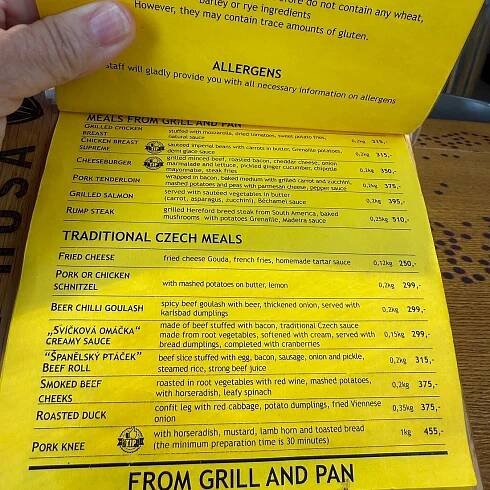 do not contain any wheat,
barley or rye ingredients
However, they may contain trace amounts of gluten.
ALLERGENS
Staff will gladly provide you with all necessary information on allergens
MEALS FROM GRILL AND PAN
GRILLED CHICKEN BREAST stuffed with mozzarella, dried tomatoes, sweet potato fries, natural sauce 0,2kg 315,-
CHICKEN BREAST SUPREME sauteed imperial beans with carrots in butter, Grenaille potatoes, demi glace sauce 0,2kg 315,-
CHEESEBURGER grilled minced beef, roasted bacon, cheddar cheese, onion marmalade and lettuce, pickled ginger cucumber, chipotle mayormatte, steak fries 350,-
PORK TENDERLOIN wrapped in bacon, baked medium with grilled carrot and zucchini, mashed potatoes and peas with parmesan cheese, pepper sauce 0,2kg 375,-
GRILLED SALMON served with sauteed vegetables in butter (carrot, asparagus, zucchini), Béchamel sauce 0,2kg 395,-
RUMP STEAK grilled Hereford breed steak from South America, baked mushrooms with potatoes Grenaille, Madeira sauce 0,25kg 510,-
TRADITIONAL CZECH MEALS
FRIED CHEESE fried cheese Gouda, french fries, homemade tartar sauce 0,12kg 250,-
PORK OR CHICKEN SCHNITZEL with mashed potatoes on butter, lemon 0,2kg 299,-
BEER CHILLI GOULASH spicy beef goulash with beer, thickened onion, served with karlsbad dumplings 0,2kg 299,-
„SVÍČKOVÁ OMÁČKA“ CREAMY SAUCE made of beef stuffed with bacon, traditional Czech sauce made from root vegetables, softened with cream, served with bread dumplings, completed with cranberries 0,15kg 299,-
“ŠPANĚLSKÝ PTÁČEK” BEEF ROLL beef slice stuffed with egg, bacon, sausage, onion and pickle, steamed rice, strong beef juice 0,2kg 315,-
SMOKED BEEF CHEEKS roasted in root vegetables with red wine, mashed potatoes, with horseradish, leafy spinach 0,2kg 375,-
ROASTED DUCK confit leg with red cabbage, potato dumplings, fried Viennese onion 0,35kg 375,-
PORK KNEE TIP with horseradish, mustard, lamb horn and toasted bread (the minimum preparation time is 30 minutes) 1kg 455,-
FROM GRILL AND PAN